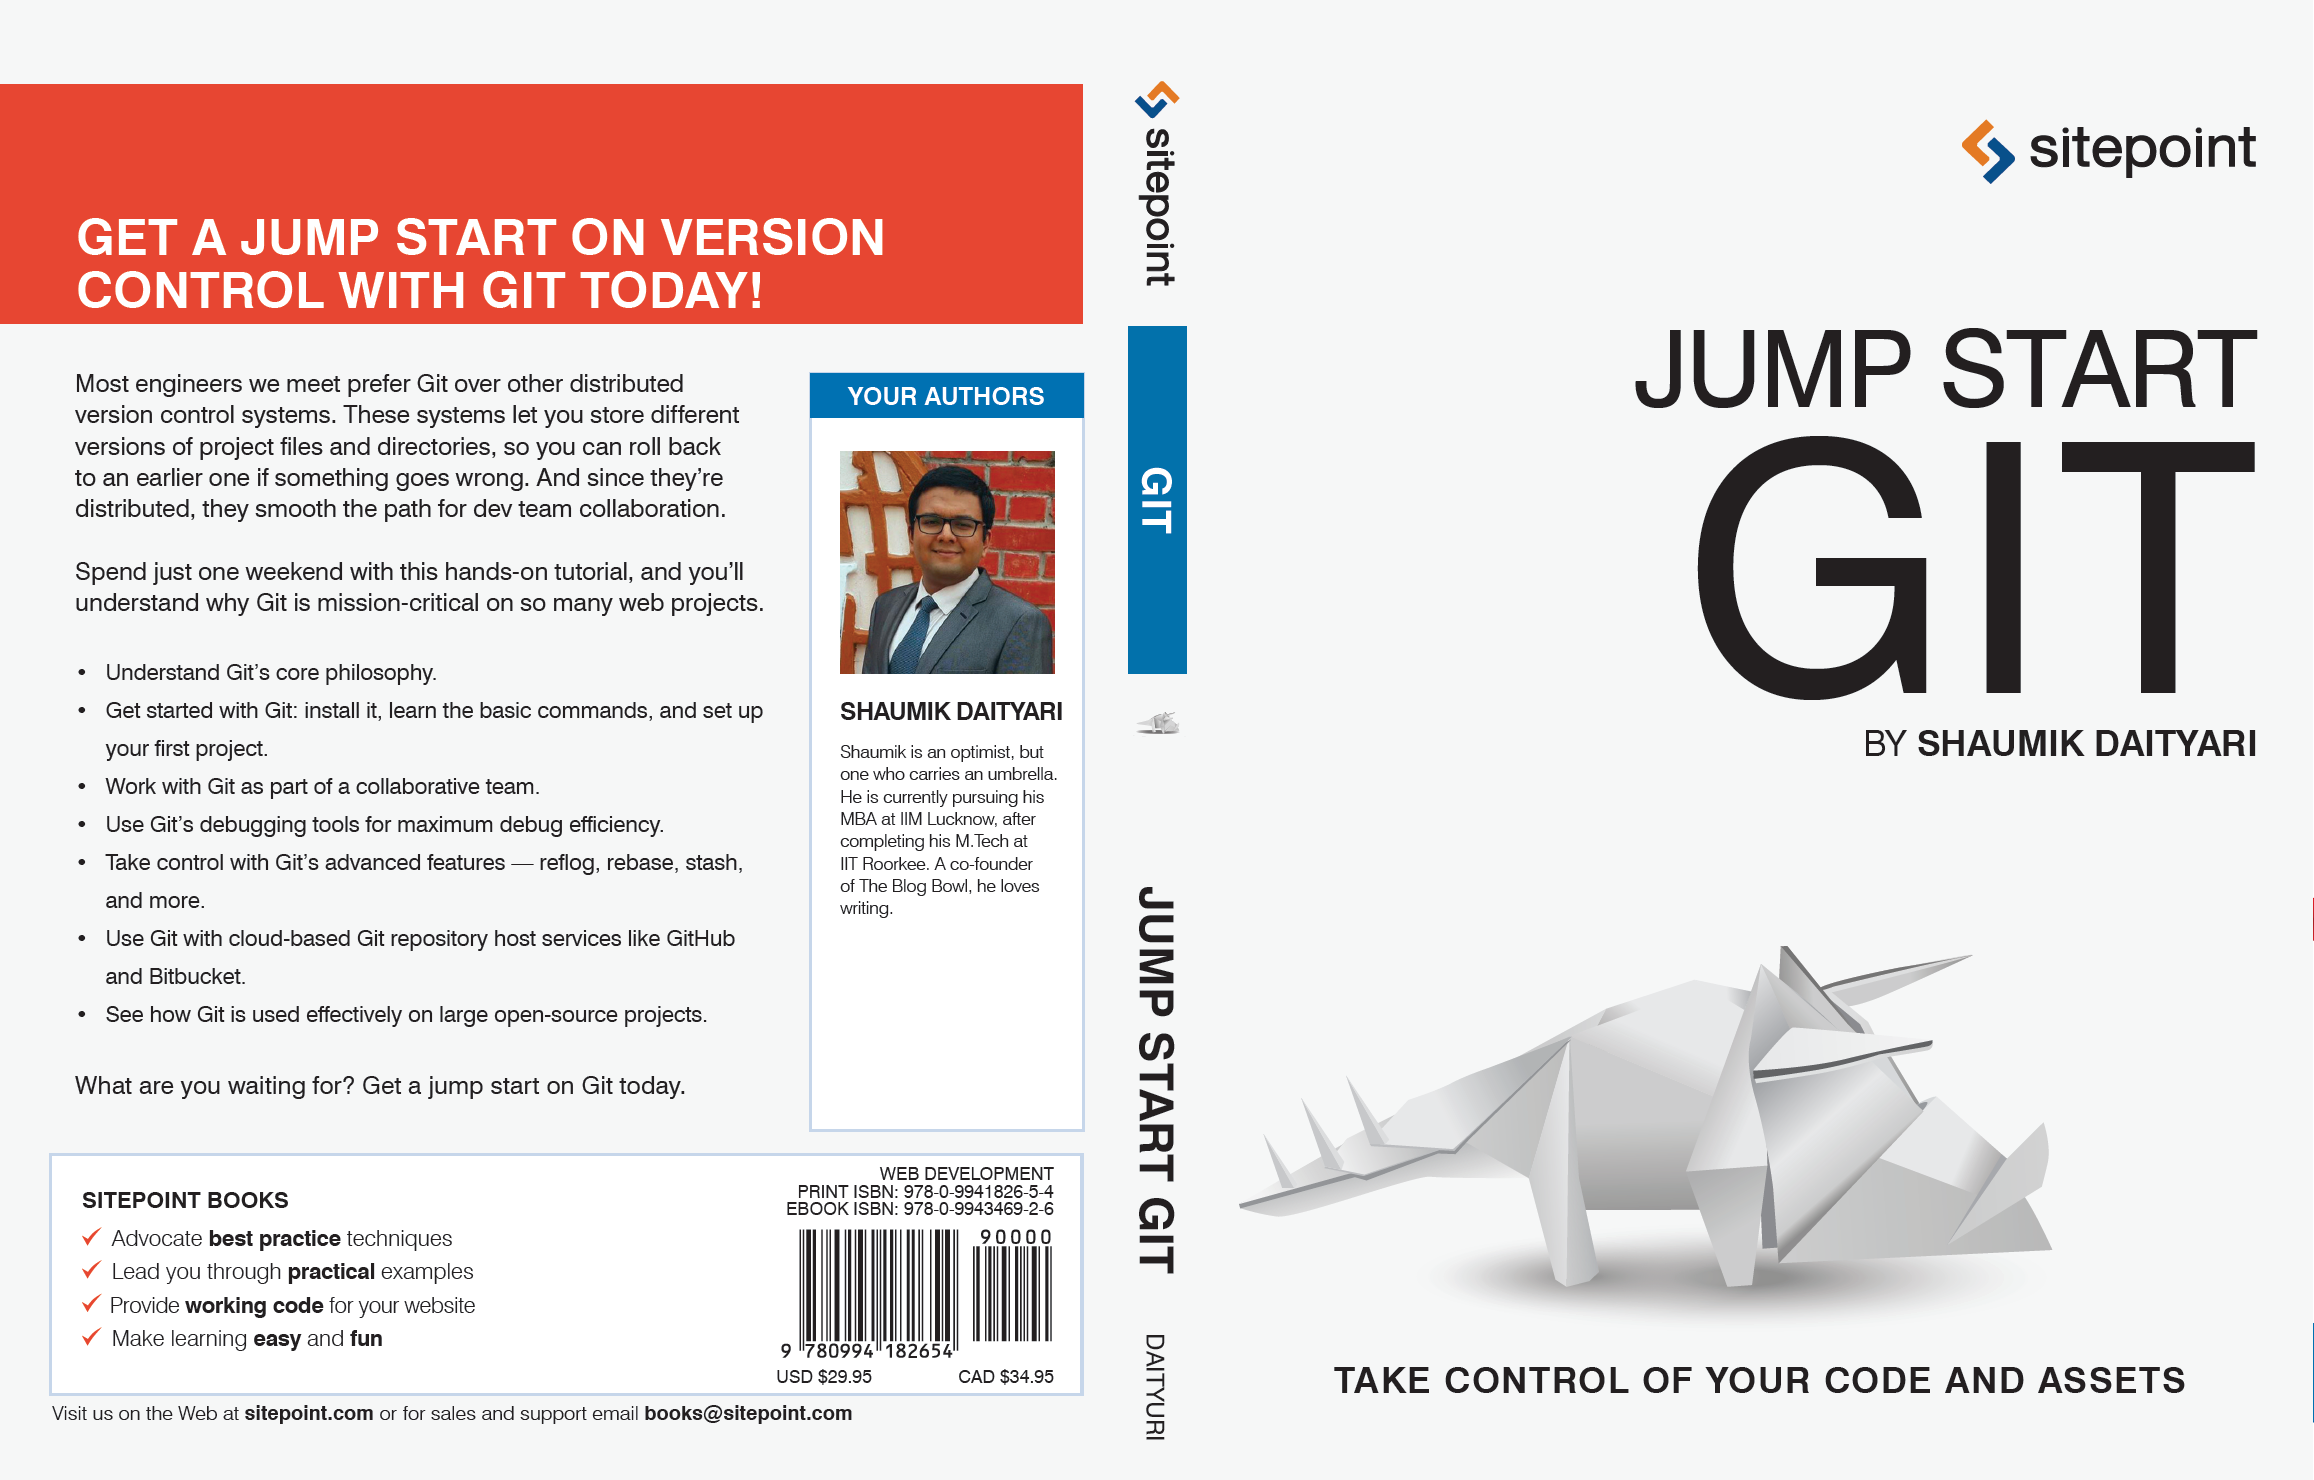 GET A JUMP START ON VERSION
CONTROL WITH GIT TODAY!
Most engineers we meet prefer Git over other distributed
version control systems. These systems let you store different
versions of project files and directories, so you can roll back
to an earlier one if something goes wrong. And since they’re
distributed, they smooth the path for dev team collaboration.
Spend just one weekend with this hands-on tutorial, and you’ll
understand why Git is mission-critical on so many web projects.
• Understand Git’s core philosophy.
• Get started with Git: install it, learn the basic commands, and set up
your first project.
• Work with Git as part of a collaborative team.
• Use Git’s debugging tools for maximum debug efficiency.
• Take control with Git’s advanced features — reflog, rebase, stash,
and more.
• Use Git with cloud-based Git repository host services like GitHub
and Bitbucket.
• See how Git is used effectively on large open-source projects.
What are you waiting for? Get a jump start on Git today.
YOUR AUTHORS
SHAUMIK DAITYARI
Shaumik is an optimist, but
one who carries an umbrella.
He is currently pursuing his
MBA at IIM Lucknow, after
completing his M.Tech at
IIT Roorkee. A co-founder
of The Blog Bowl, he loves
writing.
SITEPOINT BOOKS
Advocate best practice techniques
Lead you through practical examples
Provide working code for your website
Make learning easy and fun
WEB DEVELOPMENT
PRINT ISBN: 978-0-9941826-5-4
EBOOK ISBN: 978-0-9943469-2-6
90000
9 780994 182654
USD $29.95 CAD $34.95
Visit us on the Web at sitepoint.com or for sales and support email books@sitepoint.com
sitepoint
GIT
JUMP START GIT
DAITYURI
sitepoint
JUMP START
GIT
BY SHAUMIK DAITYARI
TAKE CONTROL OF YOUR CODE AND ASSETS